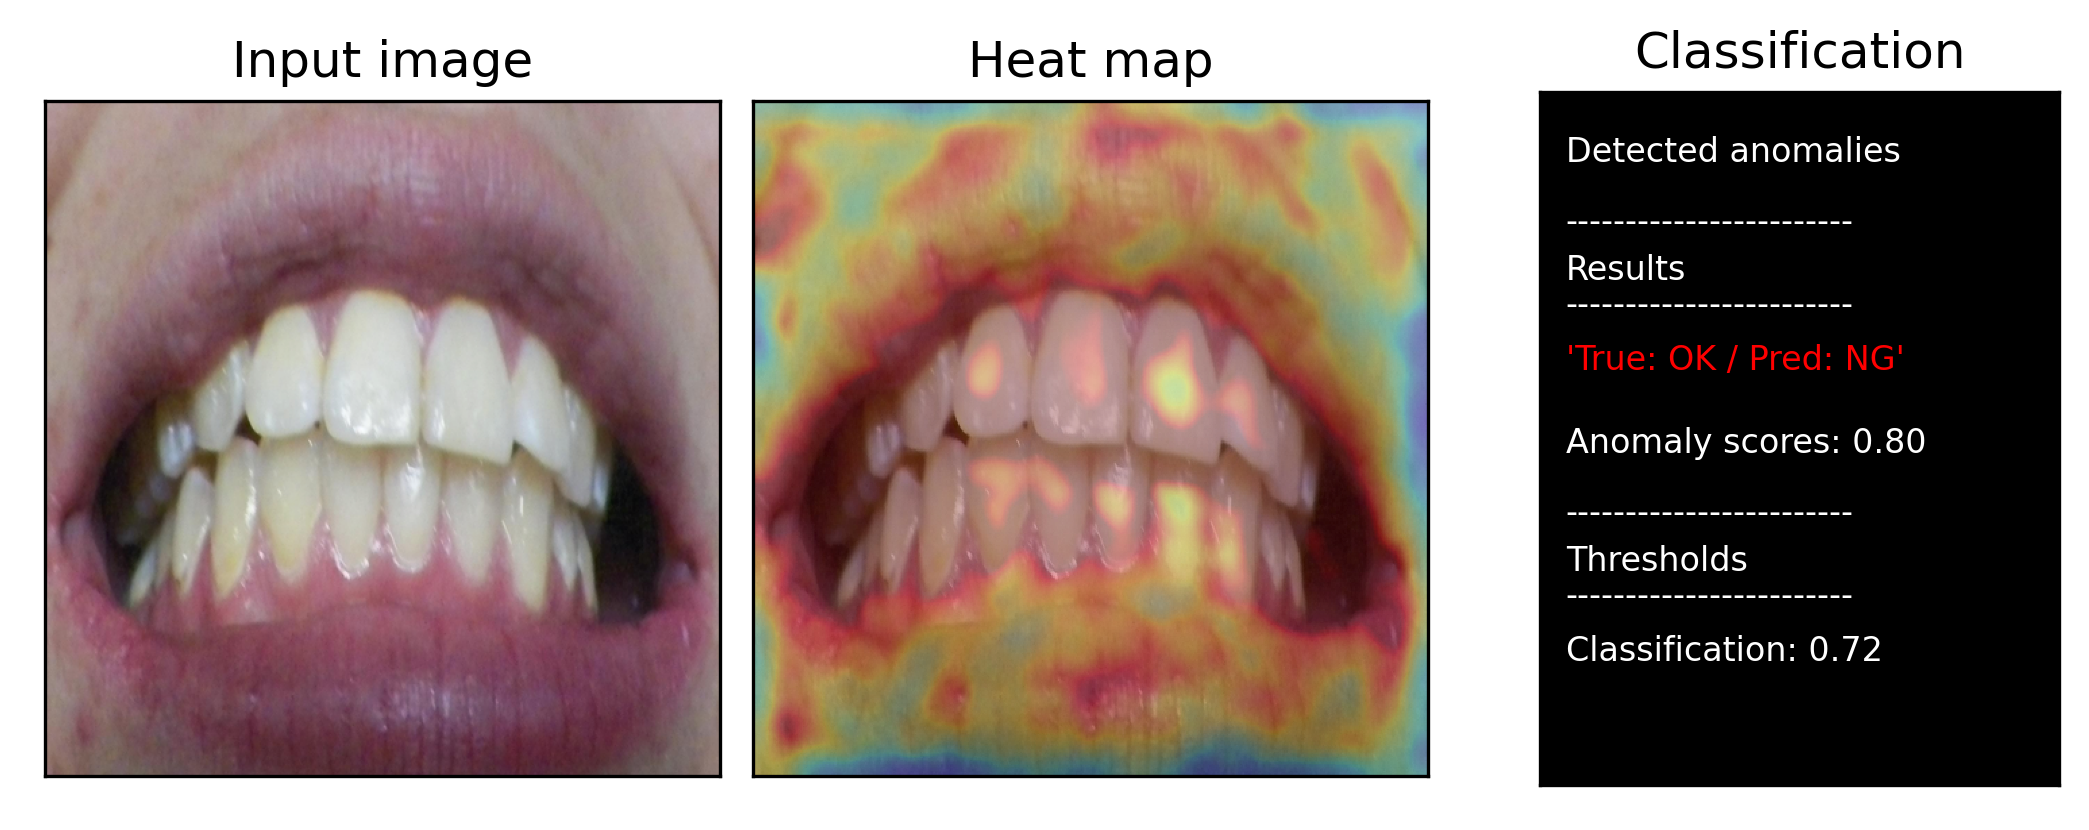 Input image
Heat map
Classification
Detected anomalies
------------------------
Results
------------------------
'True: OK / Pred: NG'
Anomaly scores: 0.80
------------------------
Thresholds
------------------------
Classification: 0.72